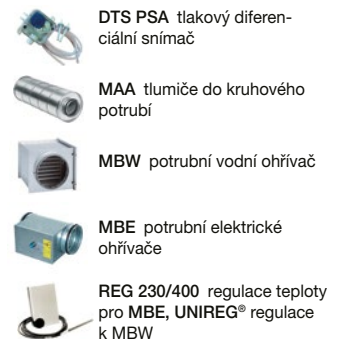 DTS PSA tlakový diferen-
ciální snímač
MAA tlumiče do kruhového
potrubí
MBW potrubní vodní ohřívač
MBE potrubní elektrické
ohřívače
REG 230/400 regulace teploty
pro MBE, UNIREG® regulace
k MBW